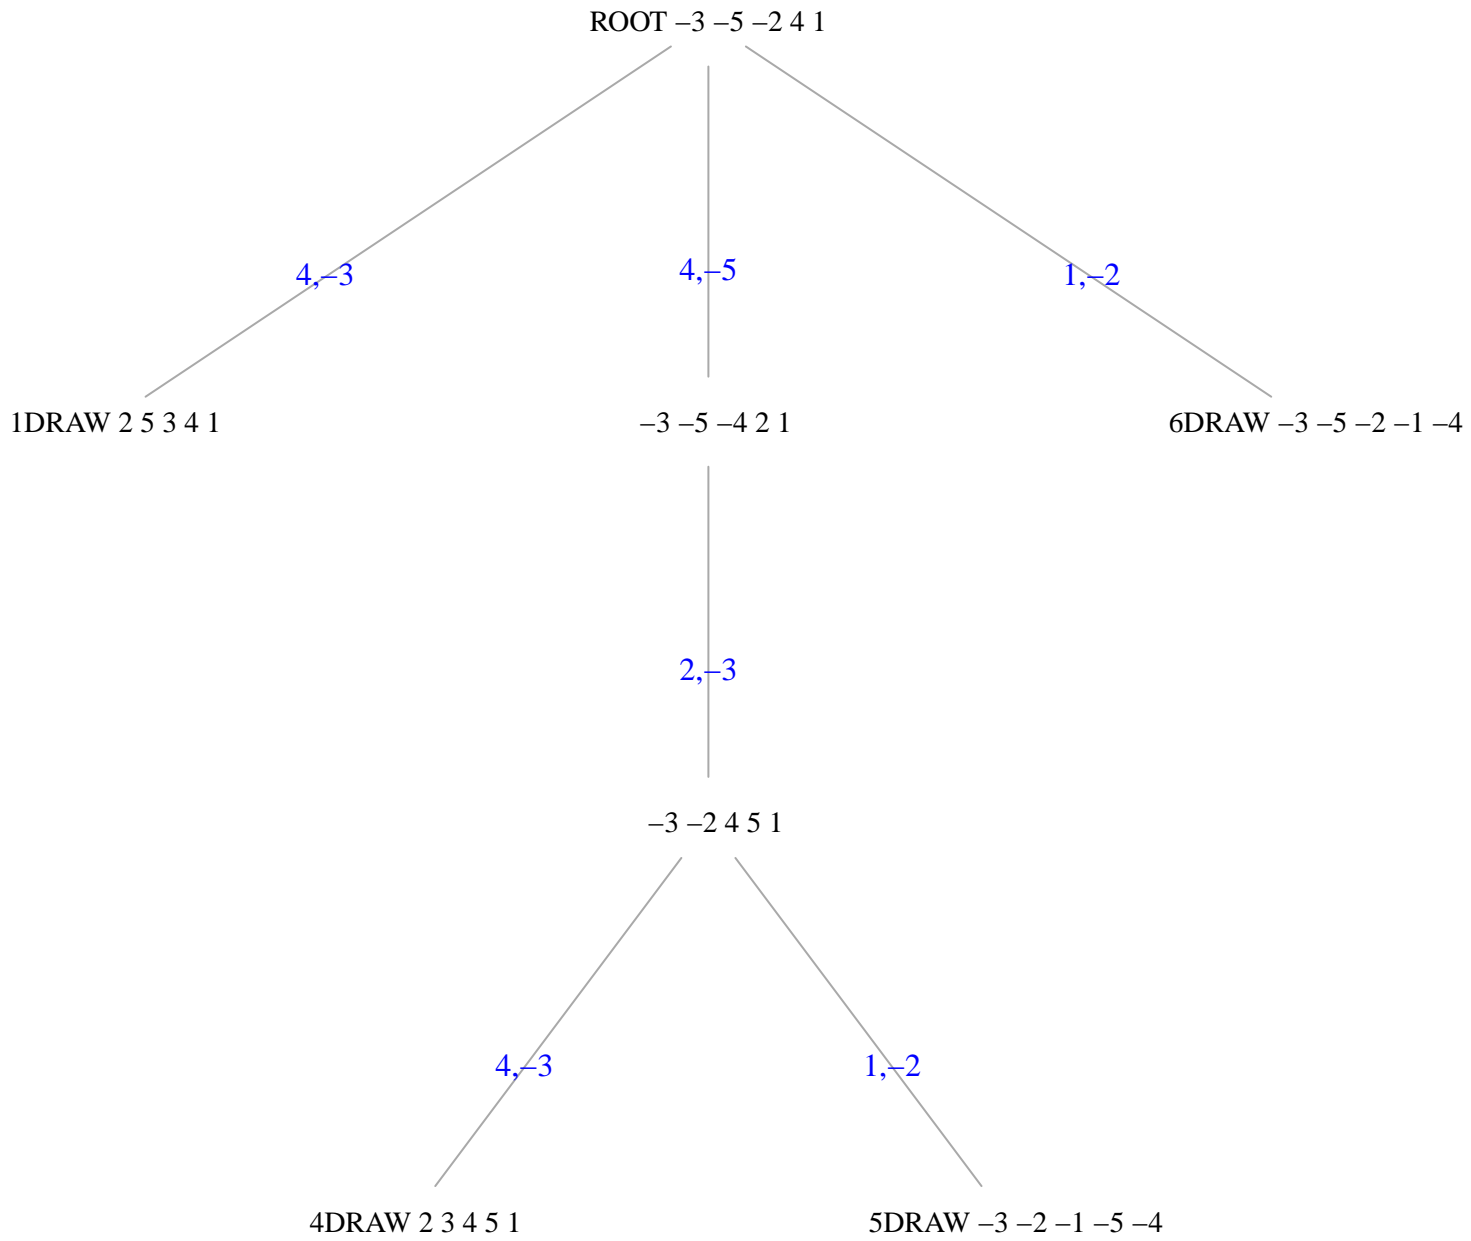 ROOT –3 –5 –2 4 1
4,–3
4,–5
1,–2
1DRAW 2 5 3 4 1
–3 –5 –4 2 1
6DRAW –3 –5 –2 –1 –4
2,–3
–3 –2 4 5 1
4,–3
1,–2
4DRAW 2 3 4 5 1
5DRAW –3 –2 –1 –5 –4